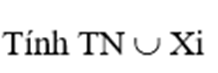 Tính TN ∪ Xi